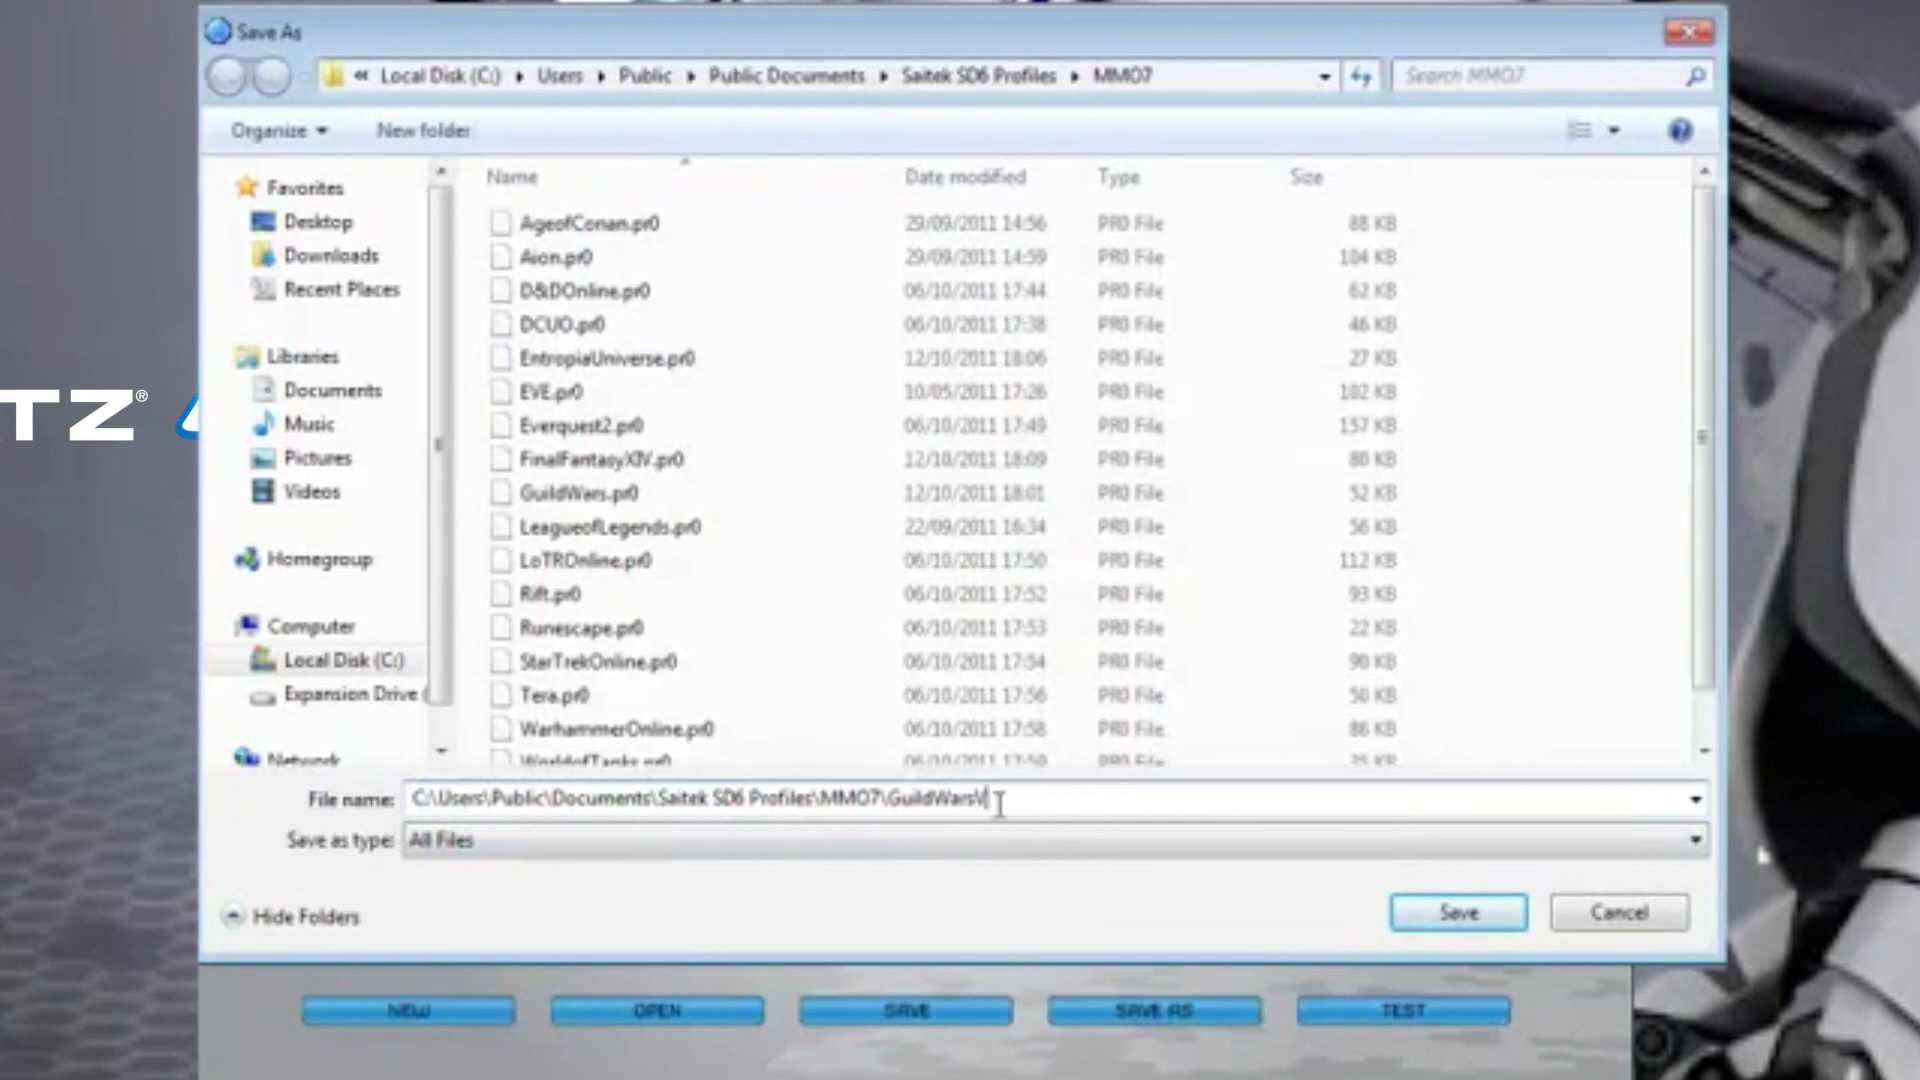 Save As
« Local Disk (C:) ▸ Users ▸ Public ▸ Public Documents ▸ Saitek SD6 Profiles ▸ MMO7
Search MMO7
Organize
New folder
Favorites
Desktop
Downloads
Recent Places
Libraries
Documents
Music
Pictures
Videos
Homegroup
Computer
Local Disk (C:)
Expansion Drive (
Network
Name Date modified Type Size
AgeofConan.pr0 29/09/2011 14:56 PR0 File 88 KB
Aion.pr0 29/09/2011 14:59 PR0 File 104 KB
D&DOnline.pr0 06/10/2011 17:44 PR0 File 62 KB
DCUO.pr0 06/10/2011 17:38 PR0 File 46 KB
EntropiaUniverse.pr0 12/10/2011 18:06 PR0 File 27 KB
EVE.pr0 10/05/2011 17:26 PR0 File 102 KB
Everquest2.pr0 06/10/2011 17:49 PR0 File 157 KB
FinalFantasyXIV.pr0 12/10/2011 18:09 PR0 File 80 KB
GuildWars.pr0 12/10/2011 18:01 PR0 File 52 KB
LeagueofLegends.pr0 22/09/2011 16:34 PR0 File 56 KB
LoTROnline.pr0 06/10/2011 17:50 PR0 File 112 KB
Rift.pr0 06/10/2011 17:52 PR0 File 93 KB
Runescape.pr0 06/10/2011 17:53 PR0 File 22 KB
StarTrekOnline.pr0 06/10/2011 17:54 PR0 File 90 KB
Tera.pr0 06/10/2011 17:56 PR0 File 50 KB
WarhammerOnline.pr0 06/10/2011 17:58 PR0 File 86 KB
WorldofTanks.pr0 06/10/2011 17:59 PR0 File 35 KB
TZ®
File name: C:\Users\Public\Documents\Saitek SD6 Profiles\MMO7\GuildWars\
Save as type: All Files
Hide Folders
Save
Cancel
NEW
OPEN
SAVE
SAVE AS
TEST